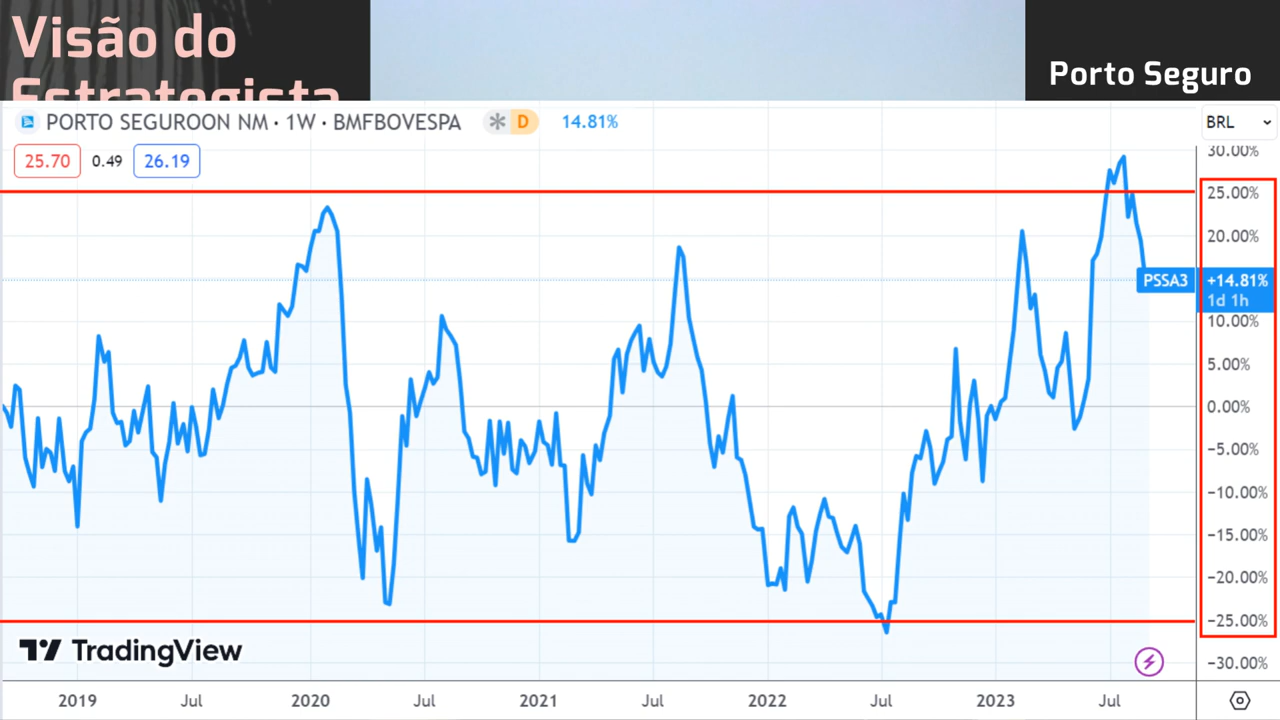 Visão do
Estrategista
Porto Seguro
PORTO SEGUROON NM · 1W · BMFBOVESPA
D
14.81%
BRL
25.70
0.49
26.19
30.00%
25.00%
20.00%
PSSA3
+14.81%
1d 1h
10.00%
5.00%
0.00%
−5.00%
−10.00%
−15.00%
−20.00%
−25.00%
−30.00%
TradingView
2019
Jul
2020
Jul
2021
Jul
2022
Jul
2023
Jul